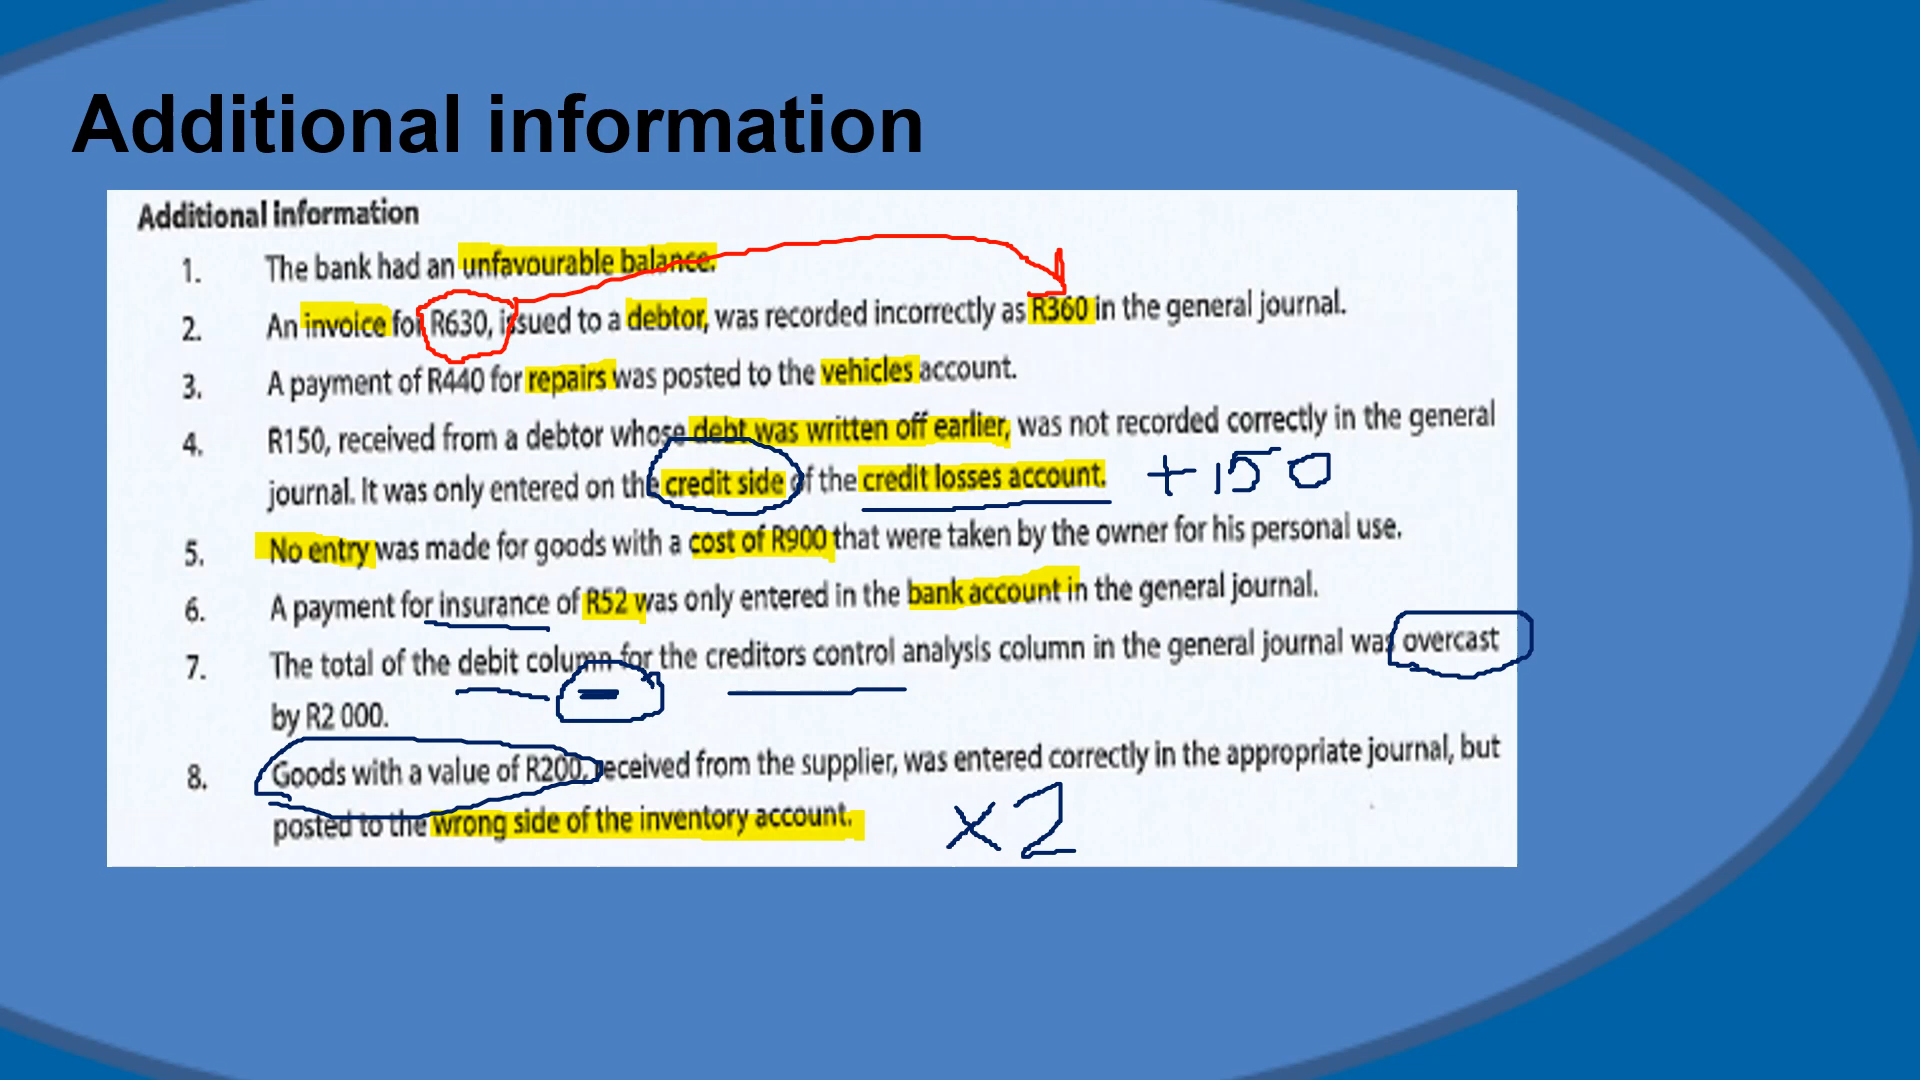 Additional information
Additional information
1. The bank had an unfavourable balance.
2. An invoice for R630, issued to a debtor, was recorded incorrectly as R360 in the general journal.
3. A payment of R440 for repairs was posted to the vehicles account.
4. R150, received from a debtor whose debt was written off earlier, was not recorded correctly in the general
journal. It was only entered on the credit side of the credit losses account. +150
5. No entry was made for goods with a cost of R900 that were taken by the owner for his personal use.
6. A payment for insurance of R52 was only entered in the bank account in the general journal.
7. The total of the debit column for the creditors control analysis column in the general journal was overcast
by R2 000.
8. Goods with a value of R200, received from the supplier, was entered correctly in the appropriate journal, but
posted to the wrong side of the inventory account. ×2